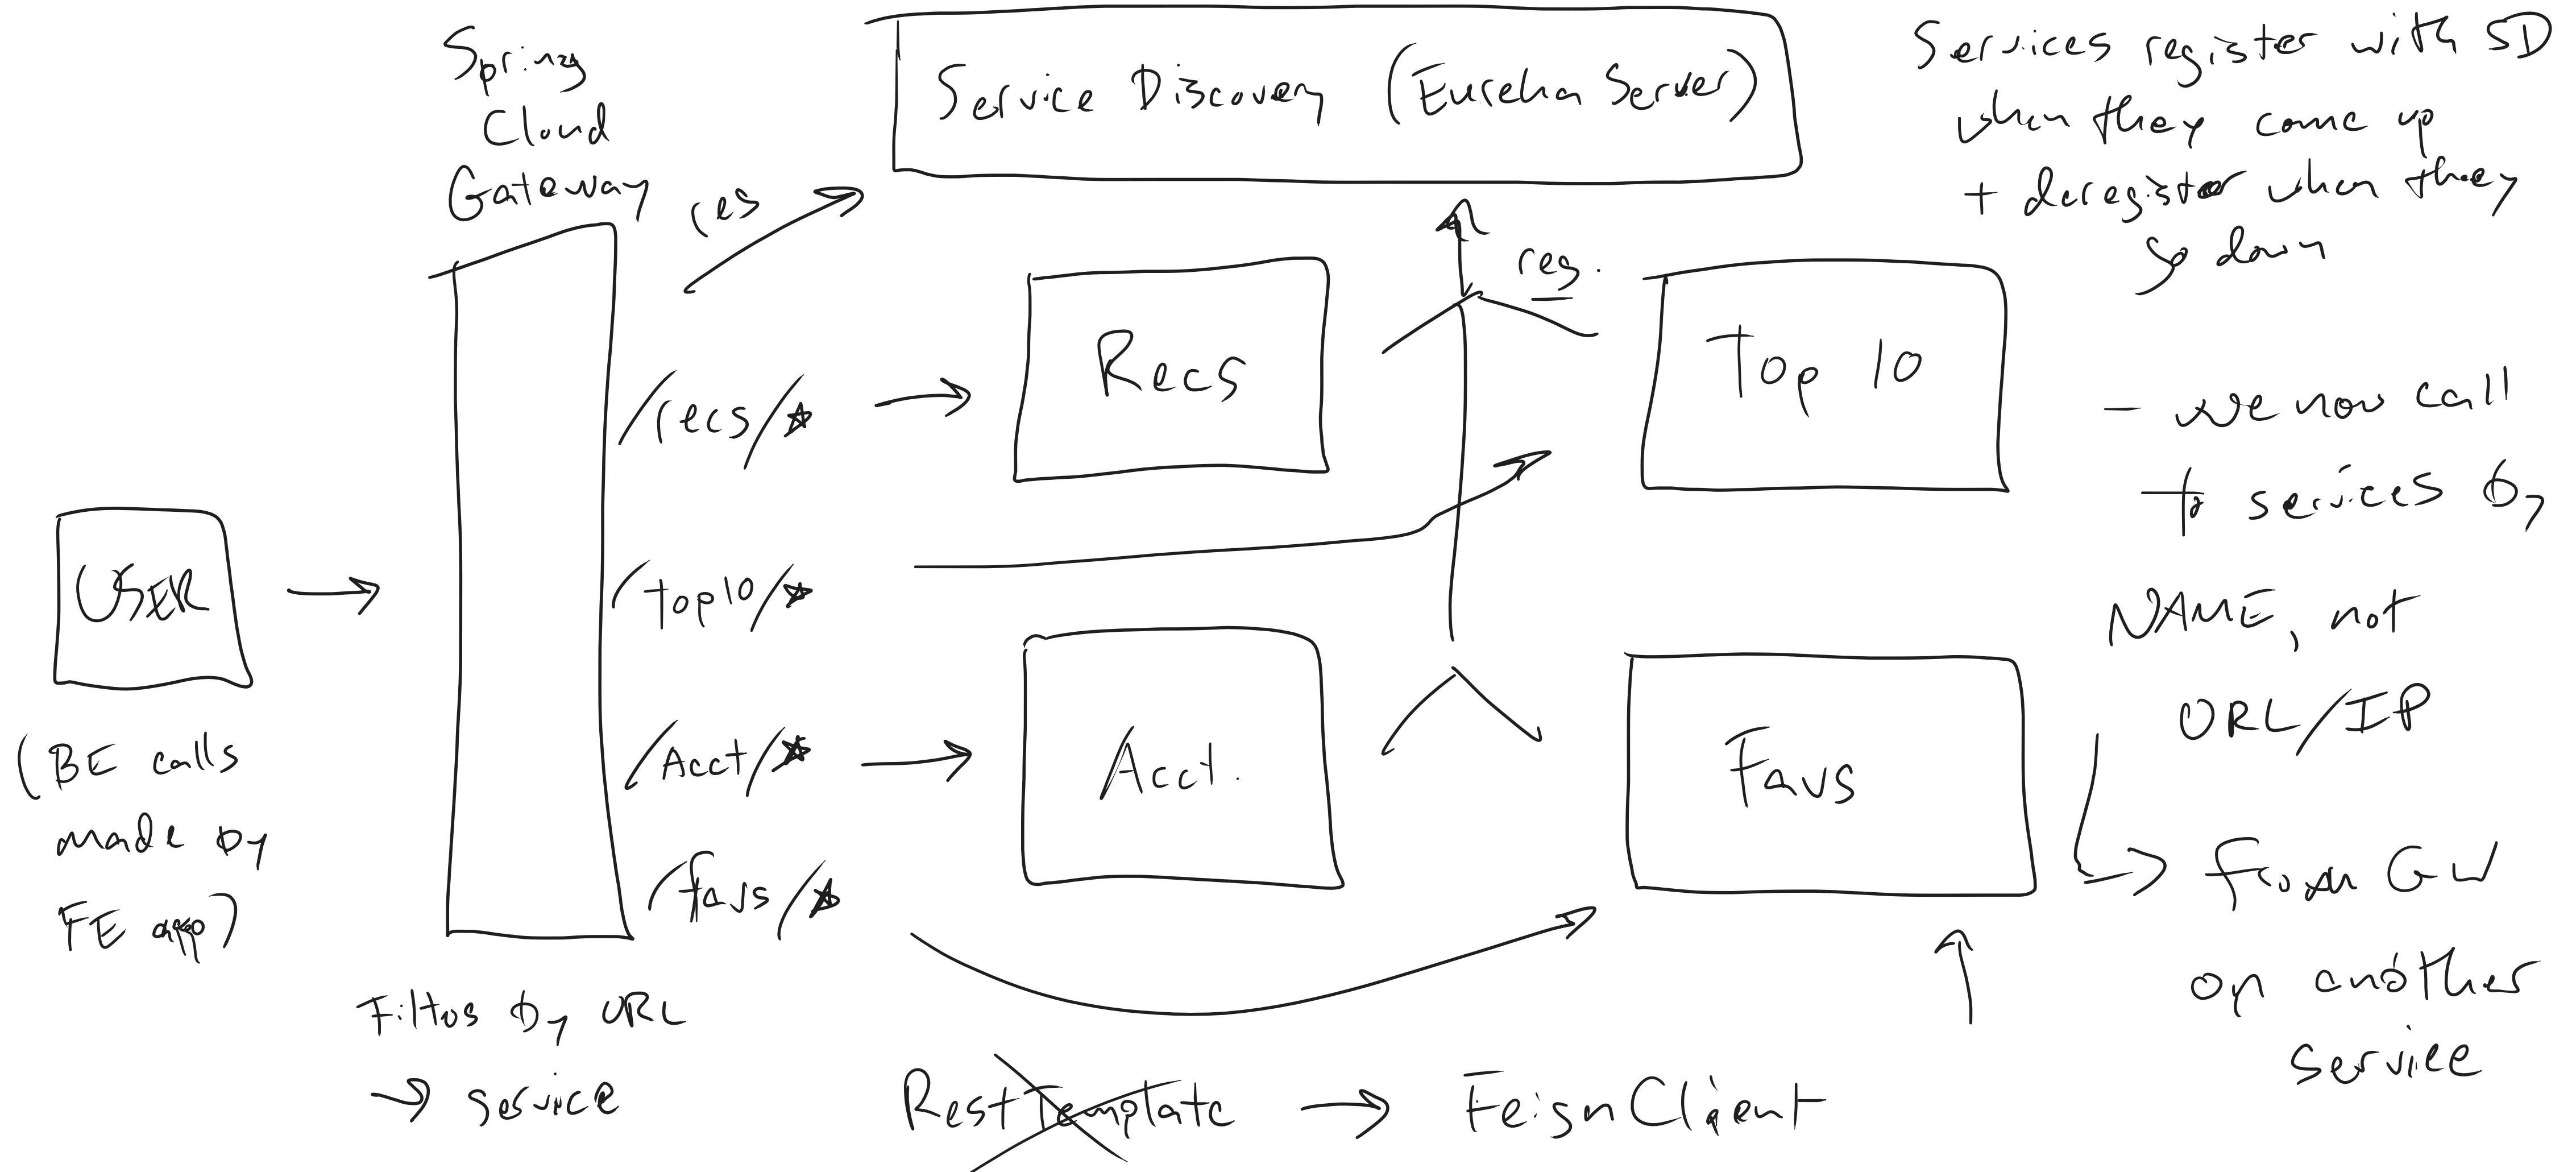 Spring
Cloud
Gateway
Service Discovery (Eureka Server)
Services register with SD
when they come up
+ deregister when they
go down
reg
reg.
Recs
Top 10
/recs/*
- we now call
to services by
NAME, not
URL/IP
USER
/top10/*
(BE calls
made by
FE app)
/Acct/*
Acct.
Favs
/favs/*
from GW
or another
service
Filters by URL
→ service
RestTemplate → FeignClient